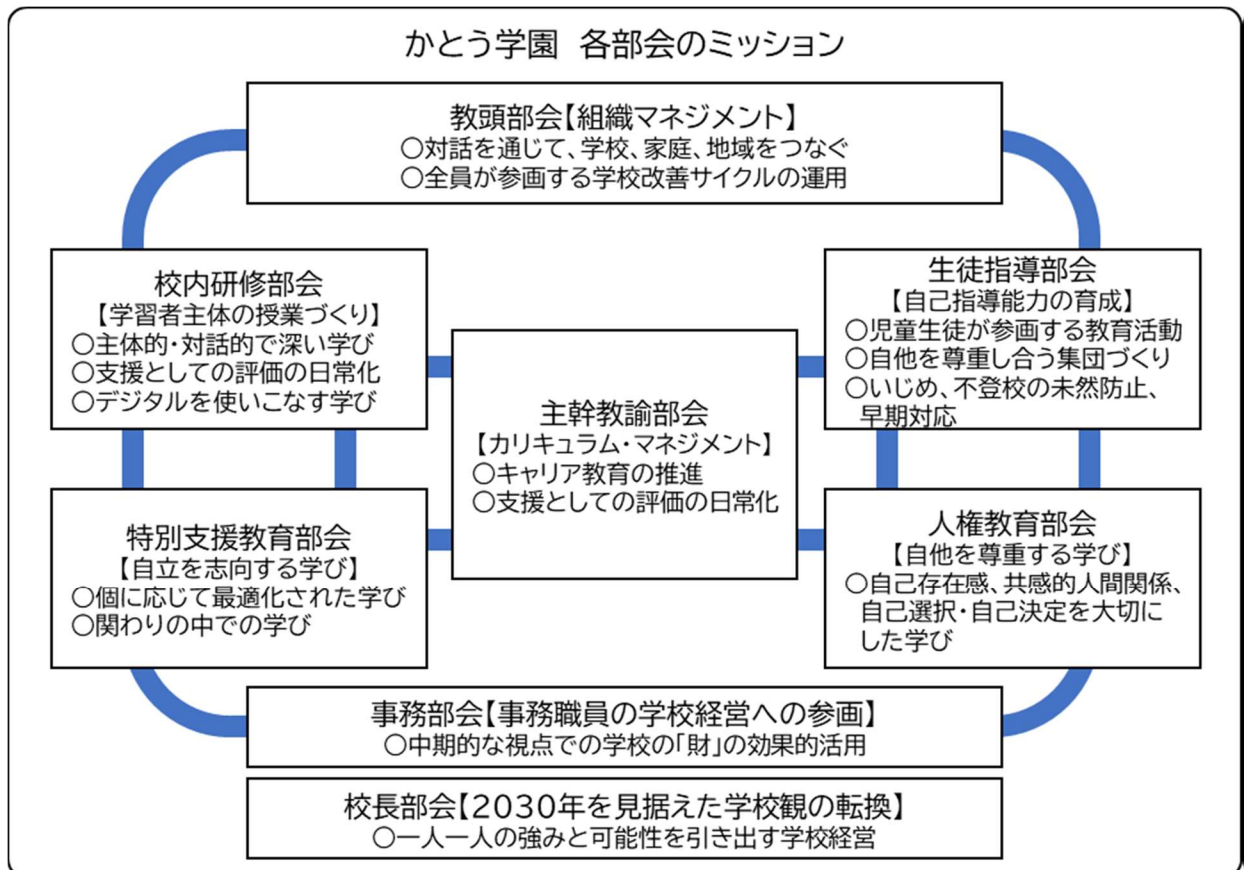 かとう学園 各部会のミッション
教頭部会【組織マネジメント】
○対話を通じて、学校、家庭、地域をつなぐ
○全員が参画する学校改善サイクルの運用
校内研修部会
【学習者主体の授業づくり】
○主体的・対話的で深い学び
○支援としての評価の日常化
○デジタルを使いこなす学び
生徒指導部会
【自己指導能力の育成】
○児童生徒が参画する教育活動
○自他を尊重し合う集団づくり
○いじめ、不登校の未然防止、
早期対応
主幹教諭部会
【カリキュラム・マネジメント】
○キャリア教育の推進
○支援としての評価の日常化
特別支援教育部会
【自立を志向する学び】
○個に応じて最適化された学び
○関わりの中での学び
人権教育部会
【自他を尊重する学び】
○自己存在感、共感的人間関係、
自己選択・自己決定を大切に
した学び
事務部会【事務職員の学校経営への参画】
○中期的な視点での学校の「財」の効果的活用
校長部会【2030年を見据えた学校観の転換】
○一人一人の強みと可能性を引き出す学校経営